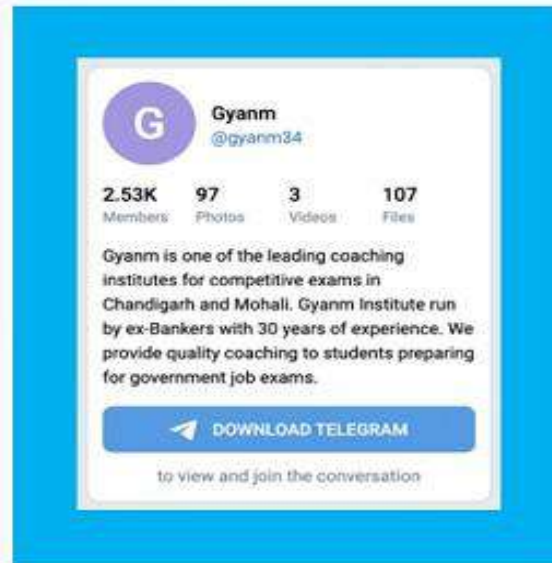 G
Gyanm
@gyanm34
2.53K 97 3 107
Members Photos Videos Files
Gyanm is one of the leading coaching
institutes for competitive exams in
Chandigarh and Mohali. Gyanm Institute run
by ex-Bankers with 30 years of experience. We
provide quality coaching to students preparing
for government job exams.
DOWNLOAD TELEGRAM
to view and join the conversation